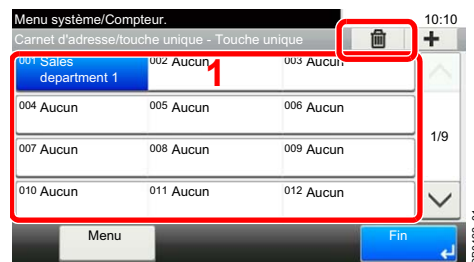 Menu système/Compteur.
10:10
Carnet d'adresse/touche unique - Touche unique
001 Sales department 1
002 Aucun
003 Aucun
1
004 Aucun
005 Aucun
006 Aucun
1/9
007 Aucun
008 Aucun
009 Aucun
010 Aucun
011 Aucun
012 Aucun
Menu
Fin